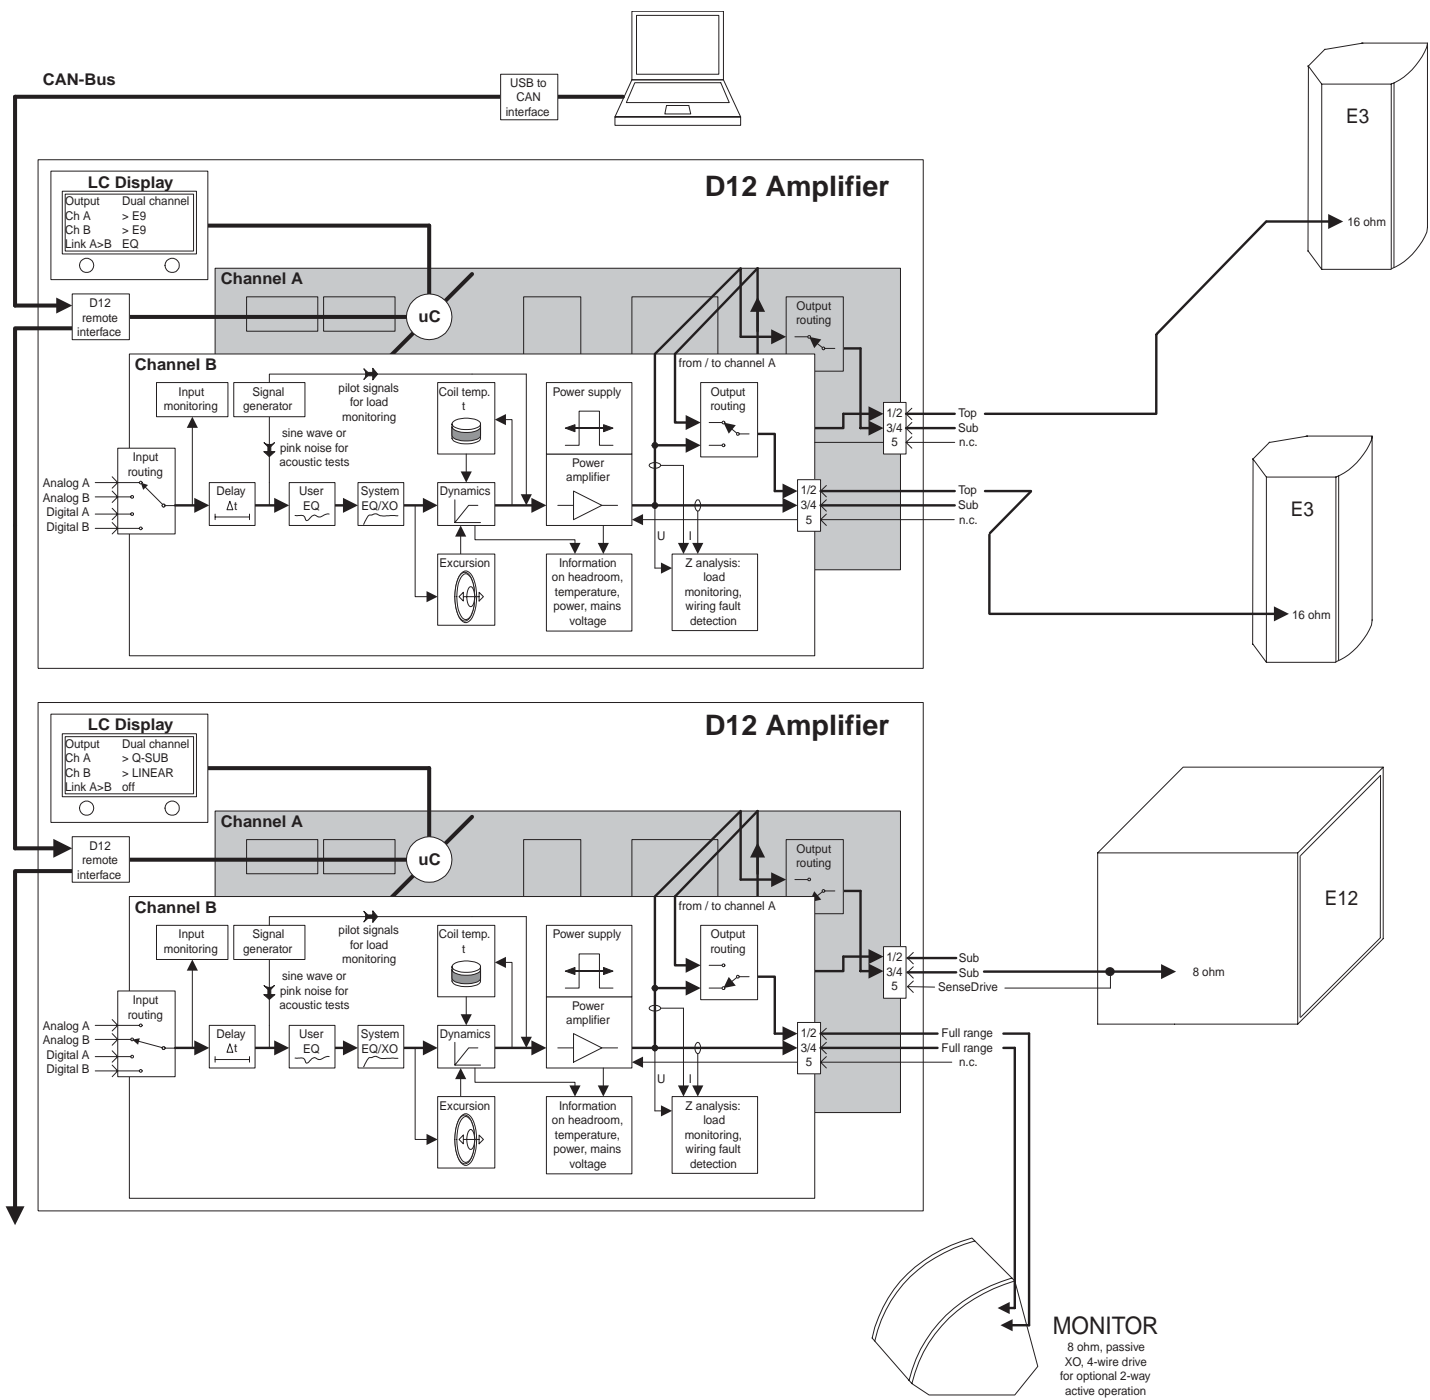 CAN-Bus
USB to
CAN
interface
E3
16 ohm
D12 Amplifier
LC Display
Output Dual channel
Ch A > E9
Ch B > E9
Link A>B EQ
D12
remote
interface
uC
Channel A
Output
routing
Channel B
from / to channel A
Input
monitoring
Signal
generator
pilot signals
for load
monitoring
sine wave or
pink noise for
acoustic tests
Coil temp.
t
Power supply
Power
amplifier
Output
routing
Input
routing
Analog A
Analog B
Digital A
Digital B
Delay
Δt
User
EQ
System
EQ/XO
Dynamics
Excursion
Information
on headroom,
temperature,
power, mains
voltage
U
I
Z analysis:
load
monitoring,
wiring fault
detection
1/2 Top
3/4 Sub
5 n.c.
1/2 Top
3/4 Sub
5 n.c.
E3
16 ohm
D12 Amplifier
LC Display
Output Dual channel
Ch A > Q-SUB
Ch B > LINEAR
Link A>B off
D12
remote
interface
uC
Channel A
Output
routing
Channel B
from / to channel A
Input
monitoring
Signal
generator
pilot signals
for load
monitoring
sine wave or
pink noise for
acoustic tests
Coil temp.
t
Power supply
Power
amplifier
Output
routing
Input
routing
Analog A
Analog B
Digital A
Digital B
Delay
Δt
User
EQ
System
EQ/XO
Dynamics
Excursion
Information
on headroom,
temperature,
power, mains
voltage
U
I
Z analysis:
load
monitoring,
wiring fault
detection
1/2 Sub
3/4 Sub
5 SenseDrive
1/2 Full range
3/4 Full range
5 n.c.
E12
8 ohm
MONITOR
8 ohm, passive
XO, 4-wire drive
for optional 2-way
active operation